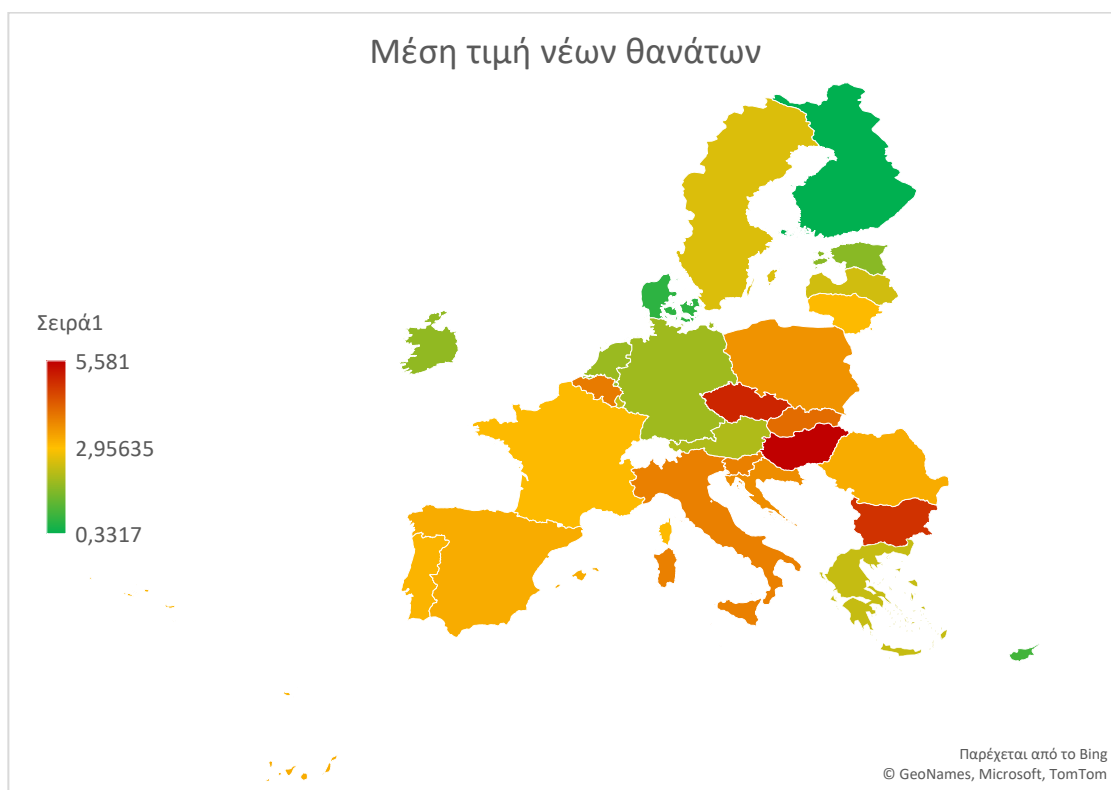 Μέση τιμή νέων θανάτων
Σειρά1
5,581
2,95635
0,3317
Παρέχεται από το Bing
© GeoNames, Microsoft, TomTom